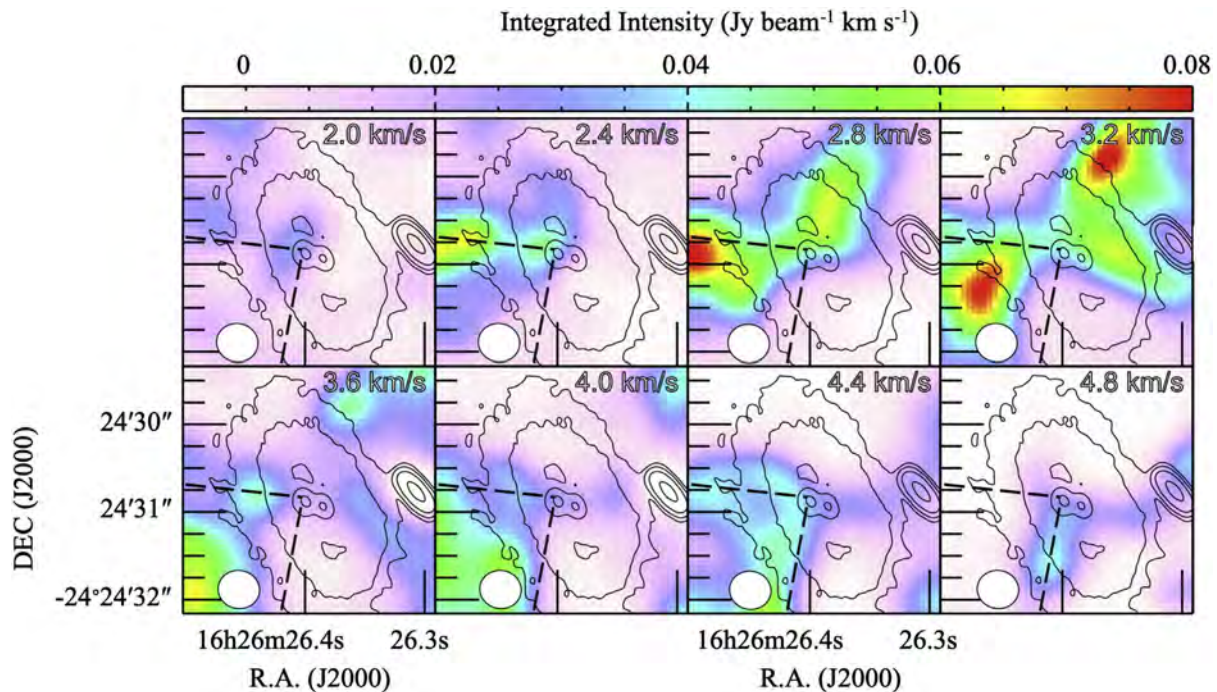 Integrated Intensity (Jy beam⁻¹ km s⁻¹)
0 0.02 0.04 0.06 0.08
2.0 km/s 2.4 km/s 2.8 km/s 3.2 km/s
3.6 km/s 4.0 km/s 4.4 km/s 4.8 km/s
24′30″
24′31″
-24°24′32″
DEC (J2000)
16h26m26.4s 26.3s 16h26m26.4s 26.3s
R.A. (J2000) R.A. (J2000)